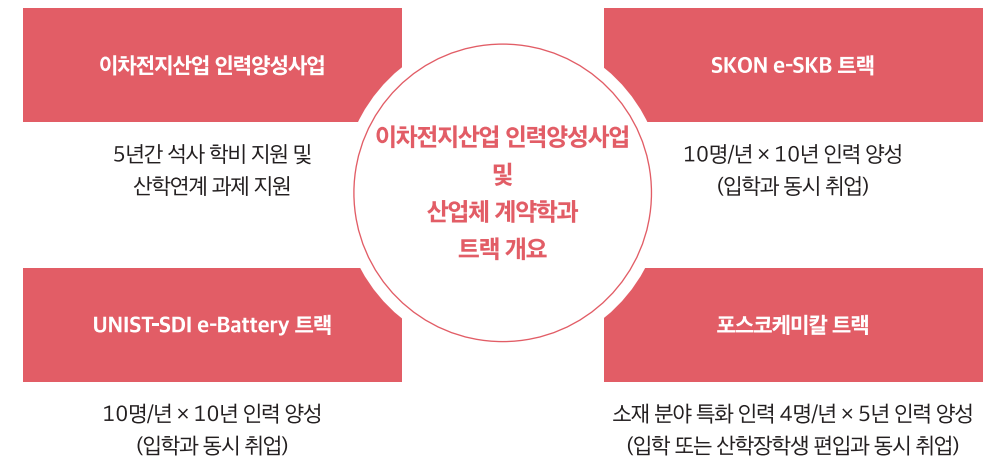 이차전지산업 인력양성사업
5년간 석사 학비 지원 및
산학연계 과제 지원
SKON e-SKB 트랙
10명/년 × 10년 인력 양성
(입학과 동시 취업)
이차전지산업 인력양성사업
및
산업체 계약학과
트랙 개요
UNIST-SDI e-Battery 트랙
10명/년 × 10년 인력 양성
(입학과 동시 취업)
포스코케미칼 트랙
소재 분야 특화 인력 4명/년 × 5년 인력 양성
(입학 또는 산학장학생 편입과 동시 취업)